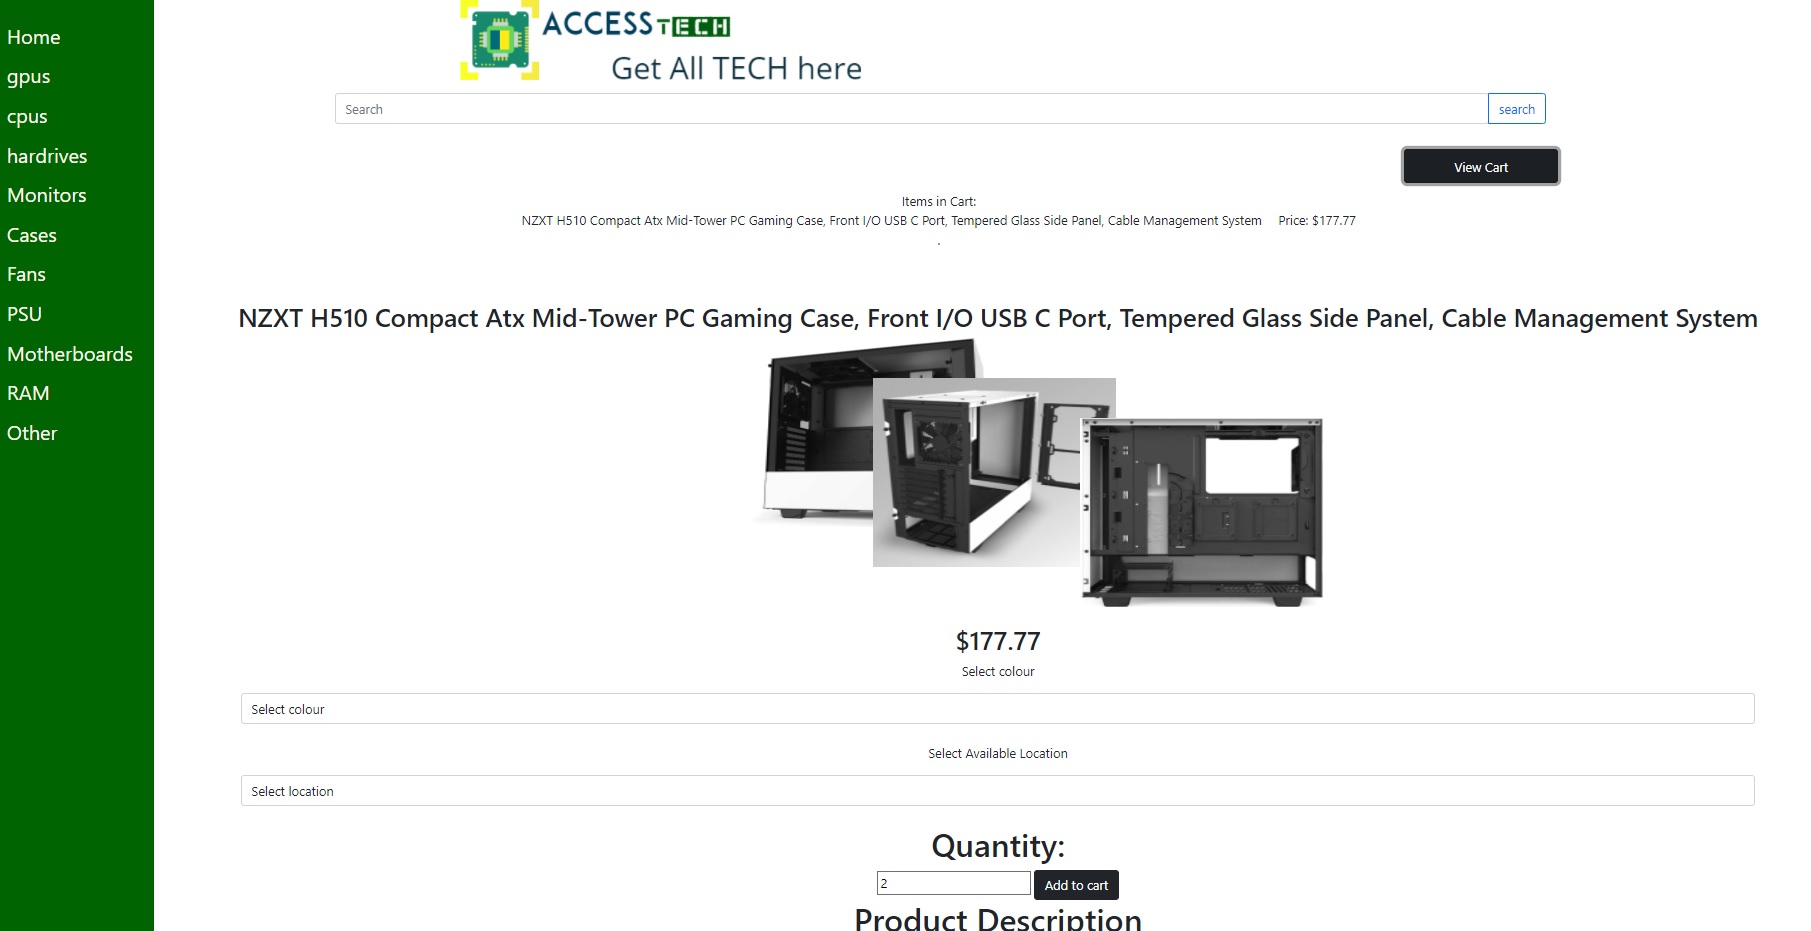 Home
gpus
cpus
hardrives
Monitors
Cases
Fans
PSU
Motherboards
RAM
Other
ACCESS TECH
Get All TECH here
Search
search
View Cart
Items in Cart:
NZXT H510 Compact Atx Mid-Tower PC Gaming Case, Front I/O USB C Port, Tempered Glass Side Panel, Cable Management System Price: $177.77
.
NZXT H510 Compact Atx Mid-Tower PC Gaming Case, Front I/O USB C Port, Tempered Glass Side Panel, Cable Management System
$177.77
Select colour
Select colour
Select Available Location
Select location
Quantity:
2 Add to cart
Product Description